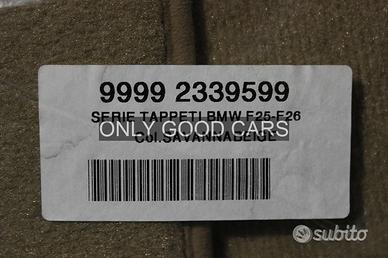 9999 2339599
SERIE TAPPETI BMW F25-F26
ONLY GOOD CARS
Col.SAVANNABEIGE
subito